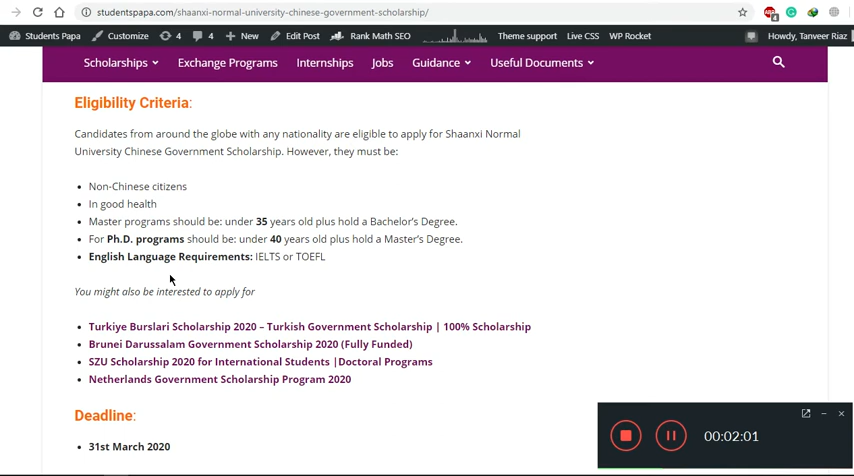 studentspapa.com/shaanxi-normal-university-chinese-government-scholarship/
Students Papa Customize 4 4 New Edit Post Rank Math SEO Theme support Live CSS WP Rocket Howdy, Tanveer Riaz
Scholarships Exchange Programs Internships Jobs Guidance Useful Documents
Eligibility Criteria:
Candidates from around the globe with any nationality are eligible to apply for Shaanxi Normal
University Chinese Government Scholarship. However, they must be:
Non-Chinese citizens
In good health
Master programs should be: under 35 years old plus hold a Bachelor's Degree.
For Ph.D. programs should be: under 40 years old plus hold a Master's Degree.
English Language Requirements: IELTS or TOEFL
You might also be interested to apply for
Turkiye Burslari Scholarship 2020 – Turkish Government Scholarship | 100% Scholarship
Brunei Darussalam Government Scholarship 2020 (Fully Funded)
SZU Scholarship 2020 for International Students |Doctoral Programs
Netherlands Government Scholarship Program 2020
Deadline:
31st March 2020
00:02:01